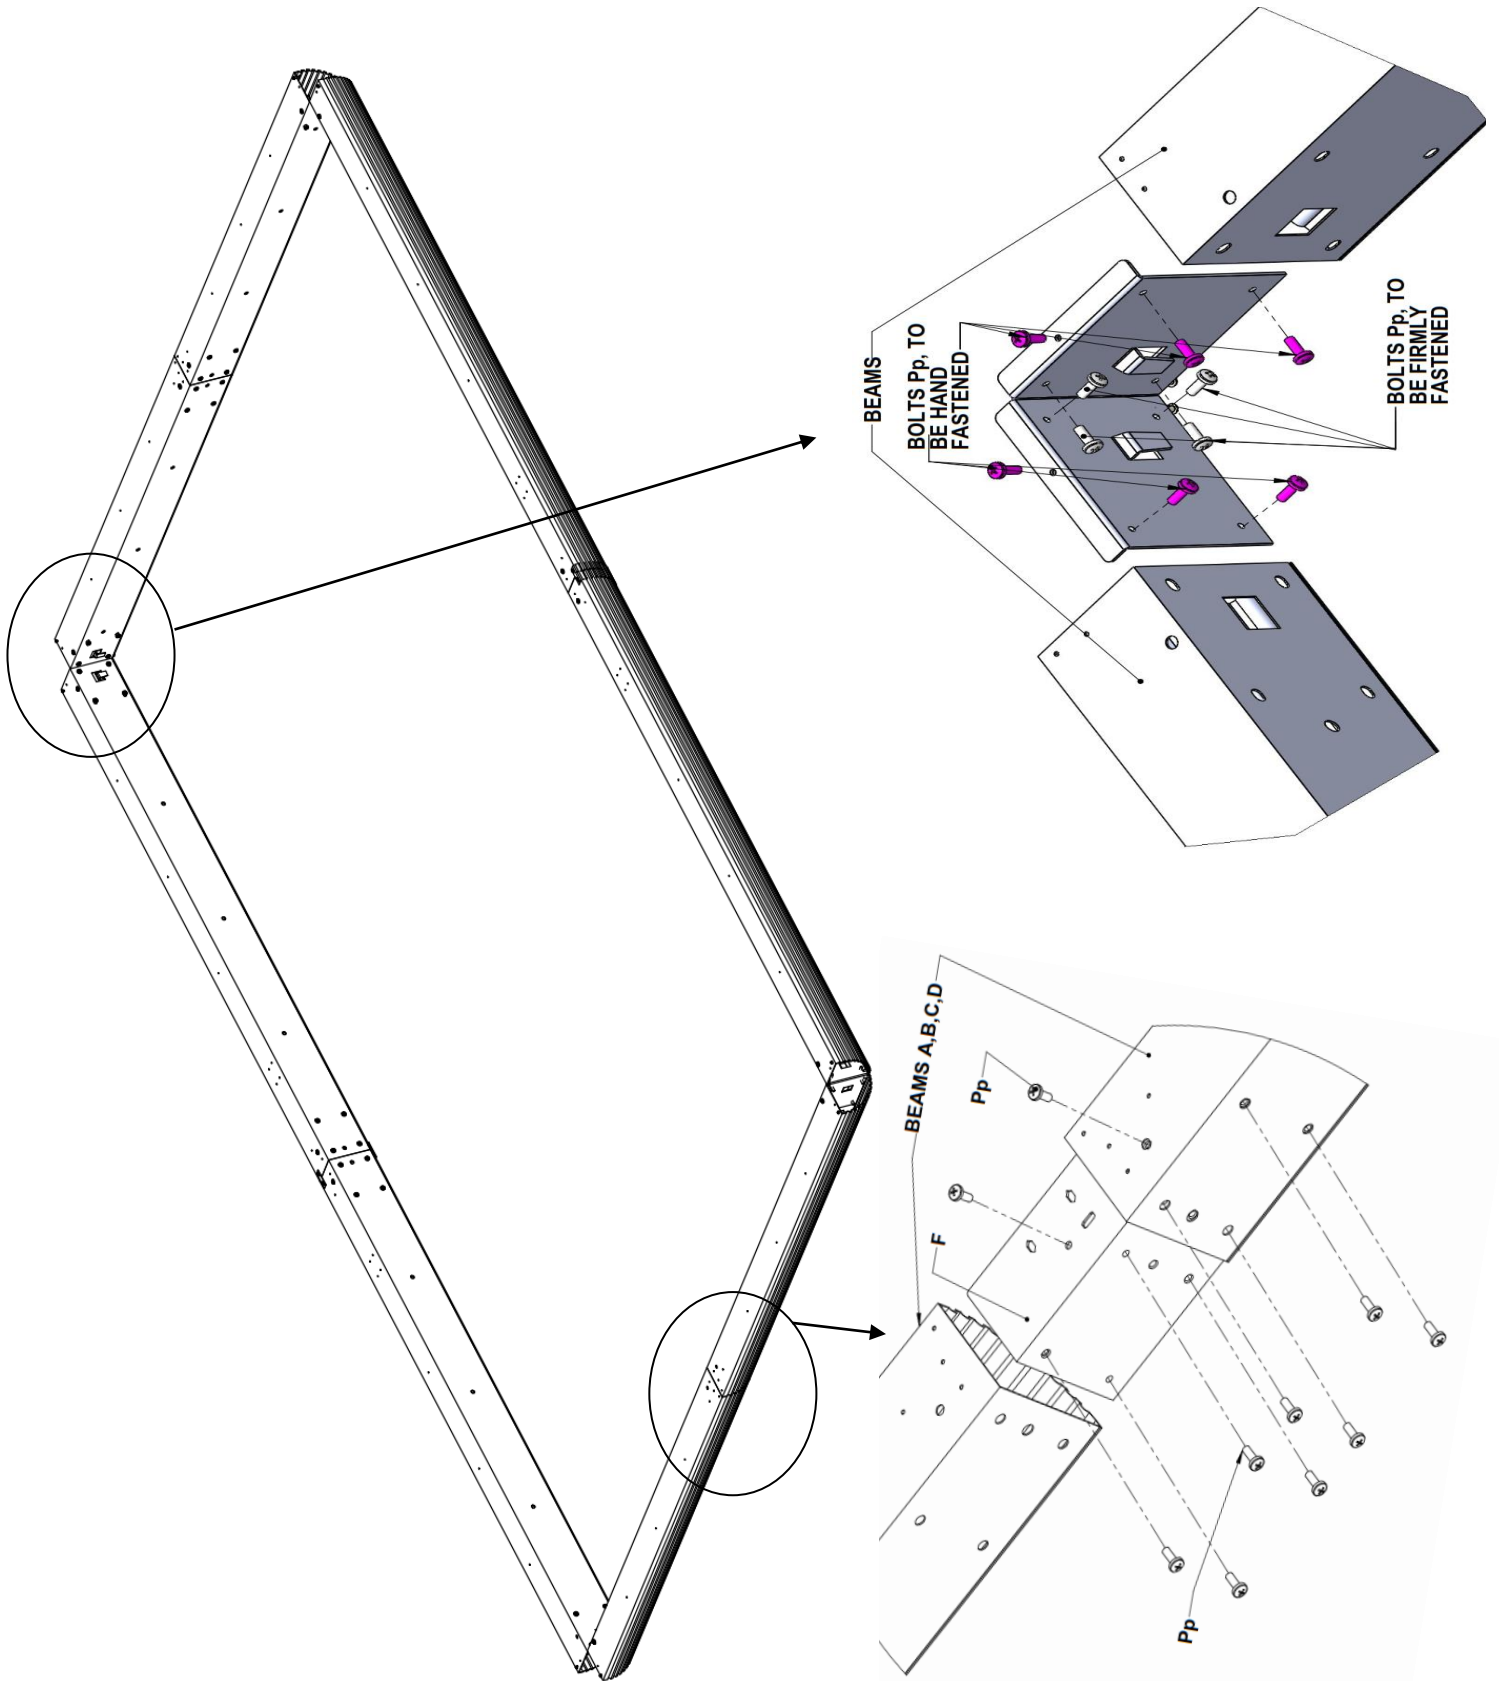 BEAMS
BOLTS Pp, TO
BE HAND
FASTENED
BOLTS Pp, TO
BE FIRMLY
FASTENED
BEAMS A,B,C,D
Pp
F
Pp